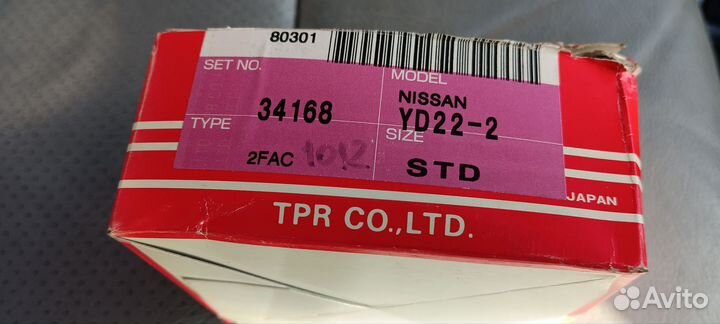 80301
SET NO.
34168
MODEL
NISSAN
YD22-2
TYPE
2FAC
SIZE
STD
JAPAN
TPR CO.,LTD.
Avito